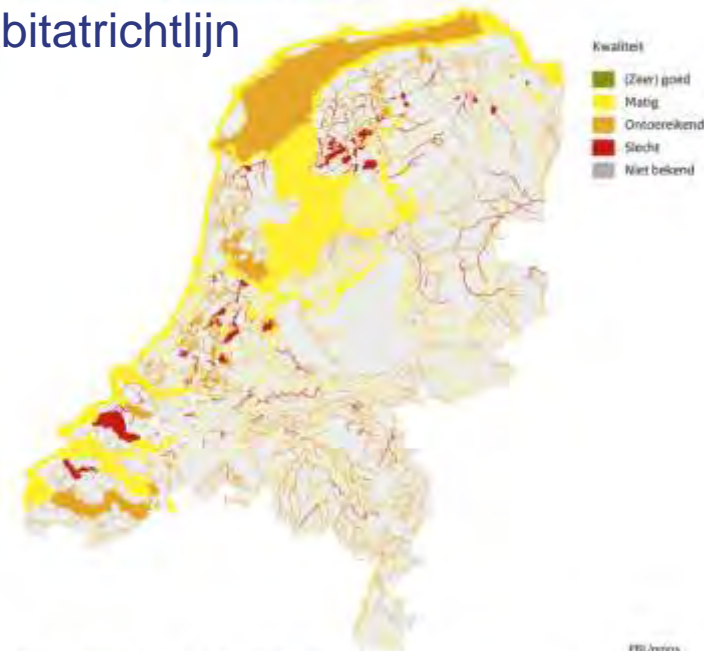 bitatrichtlijn
Kwaliteit
(Zeer) goed
Matig
Ontoereikend
Slecht
Niet bekend